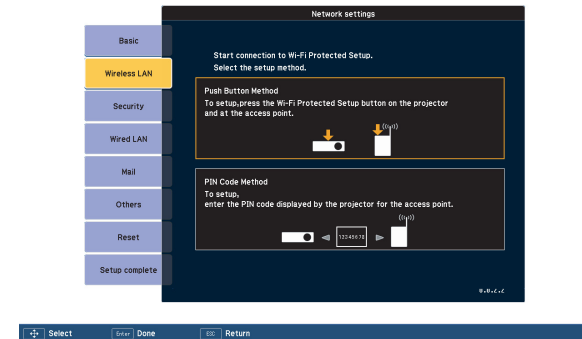 Network settings
Basic
Wireless LAN
Security
Wired LAN
Mail
Others
Reset
Setup complete
Start connection to Wi-Fi Protected Setup.
Select the setup method.
Push Button Method
To setup,press the Wi-Fi Protected Setup button on the projector
and at the access point.
PIN Code Method
To setup,
enter the PIN code displayed by the projector for the access point.
12345678
Select
Enter Done
ESC Return